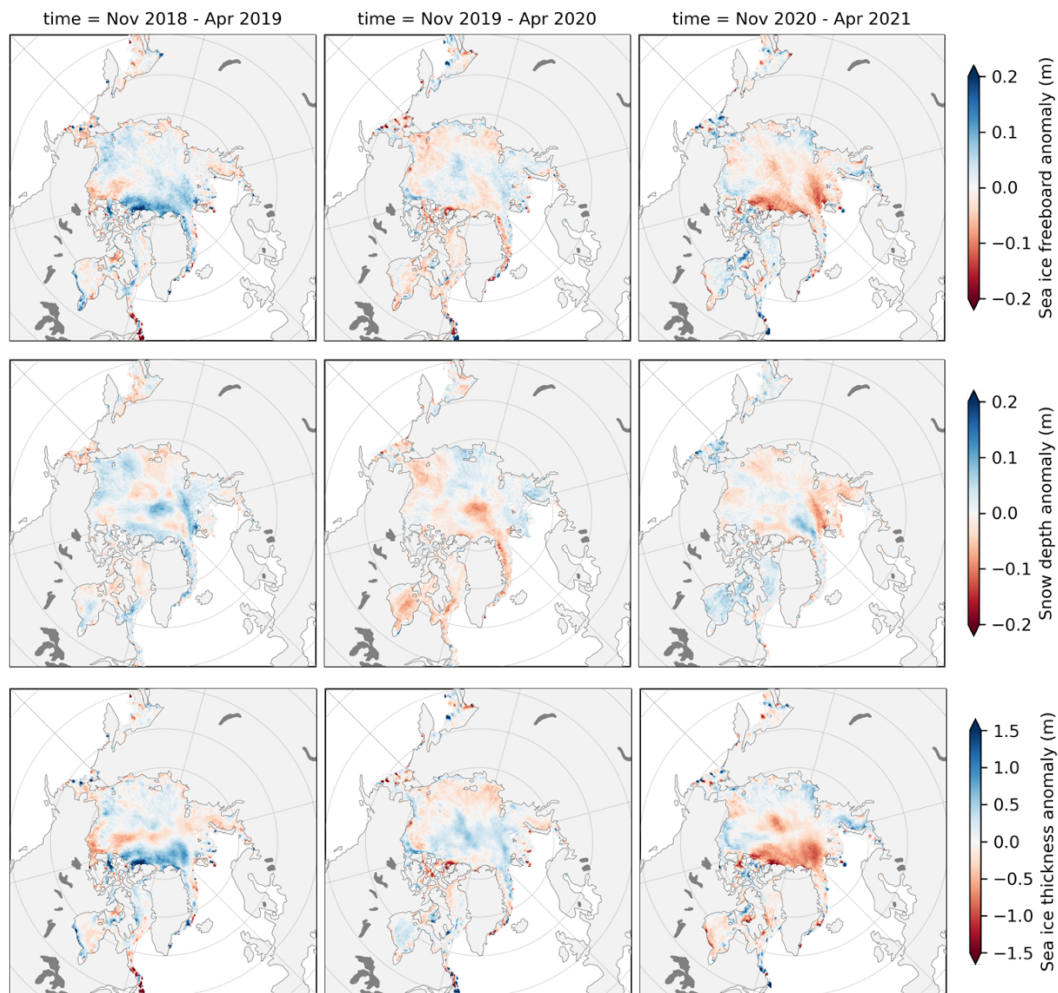 time = Nov 2018 - Apr 2019
time = Nov 2019 - Apr 2020
time = Nov 2020 - Apr 2021
0.2
0.1
0.0
−0.1
−0.2
Sea ice freeboard anomaly (m)
0.2
0.1
0.0
−0.1
−0.2
Snow depth anomaly (m)
1.5
1.0
0.5
0.0
−0.5
−1.0
−1.5
Sea ice thickness anomaly (m)